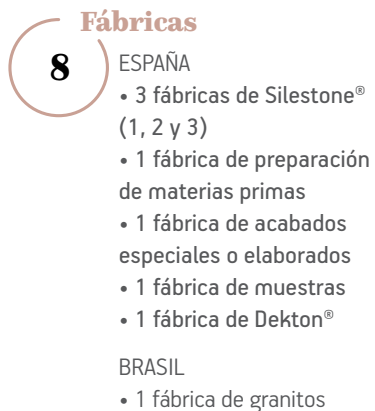 Fábricas
8
ESPAÑA
• 3 fábricas de Silestone®
(1, 2 y 3)
• 1 fábrica de preparación
de materias primas
• 1 fábrica de acabados
especiales o elaborados
• 1 fábrica de muestras
• 1 fábrica de Dekton®
BRASIL
• 1 fábrica de granitos